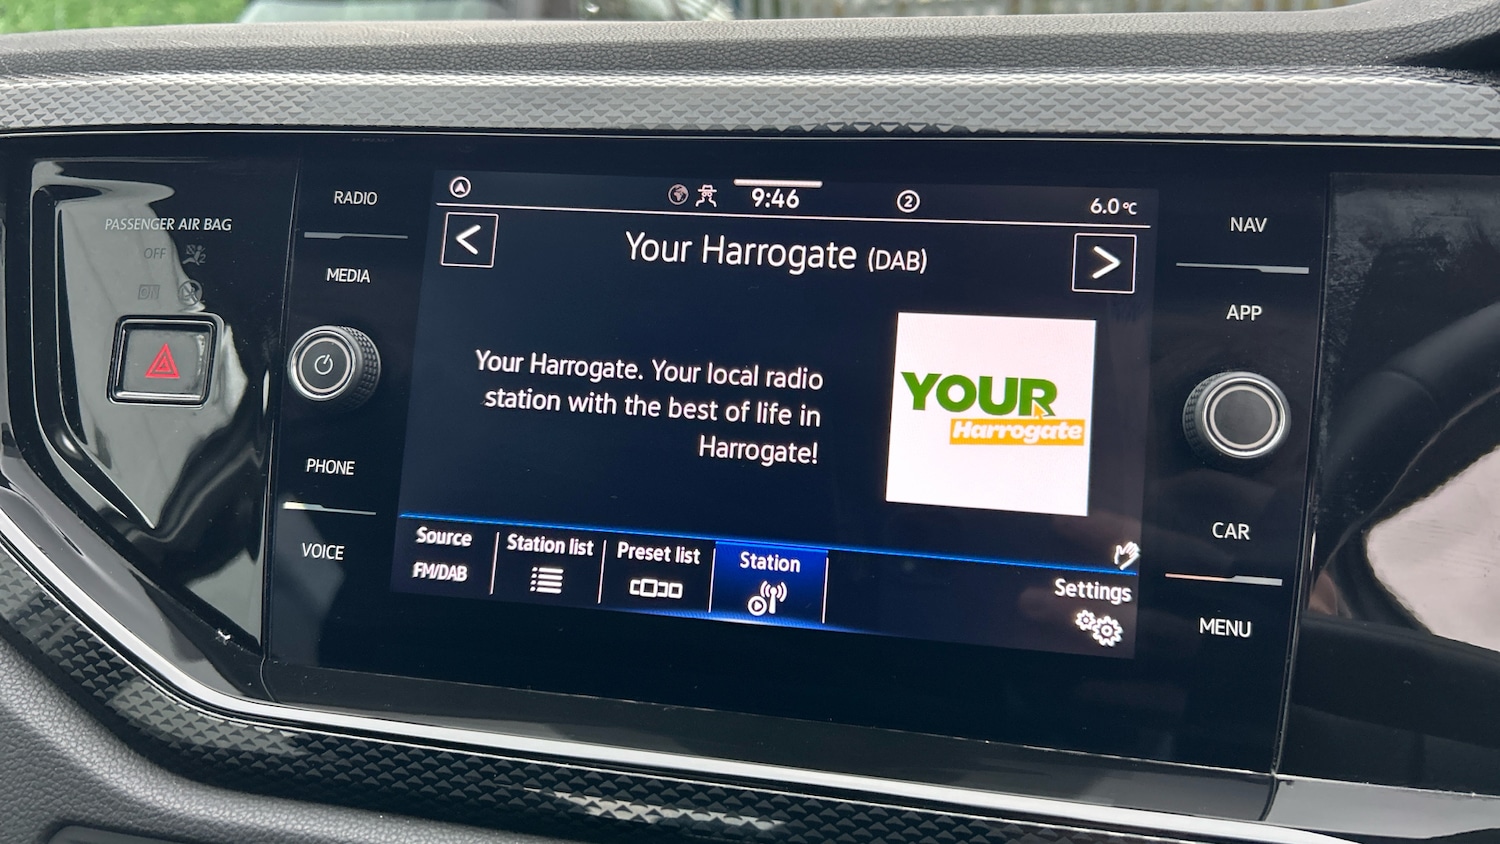 RADIO
MEDIA
PHONE
VOICE
PASSENGER AIR BAG
OFF
ON
9:46
2
6.0°C
<
Your Harrogate (DAB)
>
Your Harrogate. Your local radio
station with the best of life in
Harrogate!
YOUR
Harrogate
Source
FM/DAB
Station list
Preset list
Station
Settings
NAV
APP
CAR
MENU